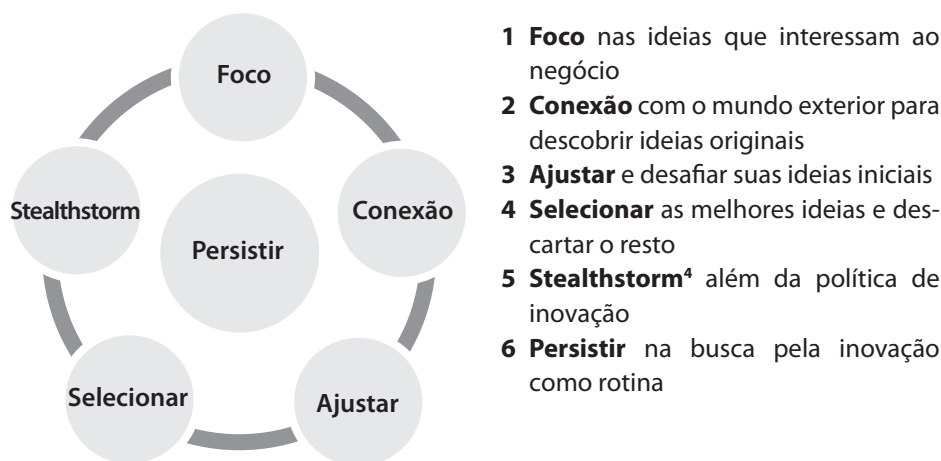 Foco
Stealthstorm
Conexão
Persistir
Selecionar
Ajustar
1 Foco nas ideias que interessam ao
negócio
2 Conexão com o mundo exterior para
descobrir ideias originais
3 Ajustar e desafiar suas ideias iniciais
4 Selecionar as melhores ideias e des-
cartar o resto
5 Stealthstorm⁴ além da política de
inovação
6 Persistir na busca pela inovação
como rotina